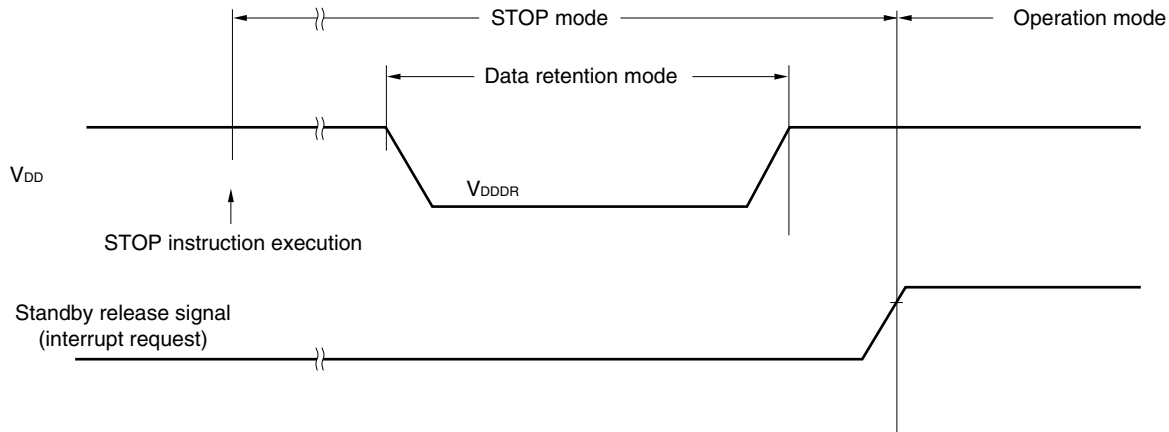 STOP mode
Operation mode
Data retention mode
VDD
VDDDR
STOP instruction execution
Standby release signal
(interrupt request)